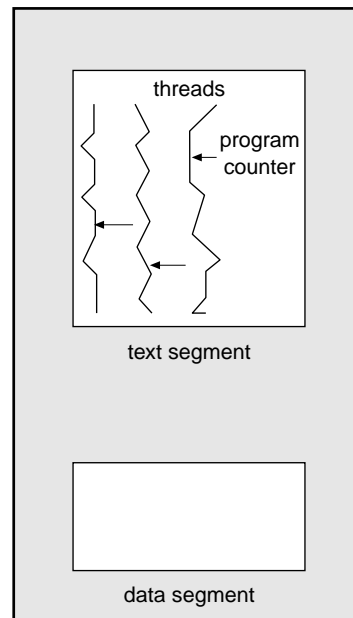 threads
program
counter
text segment
data segment